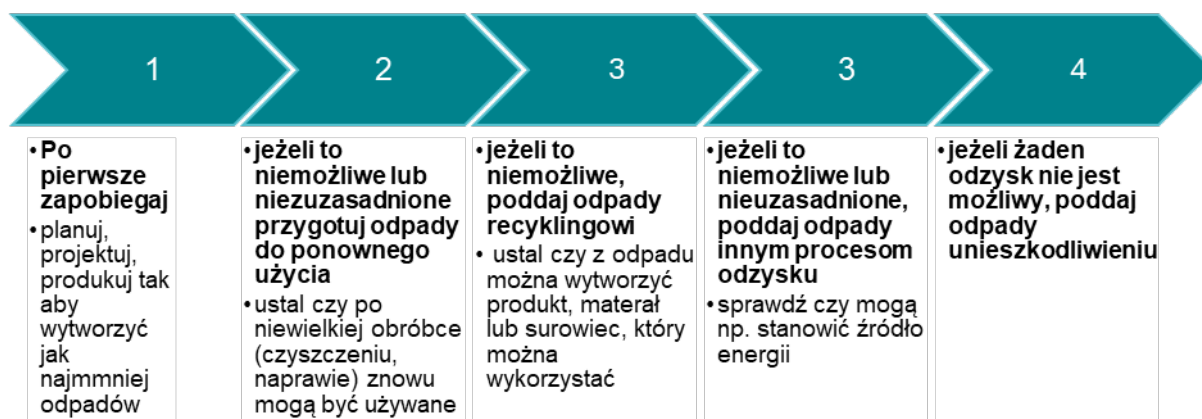 1
2
3
3
4
•Po
pierwsze
zapobiegaj
•planuj,
projektuj,
produkuj tak
aby
wytworzyć
jak
najmmniej
odpadów
•jeżeli to
niemożliwe lub
niezuzasadnione
przygotuj odpady
do ponownego
użycia
•ustal czy po
niewielkiej obróbce
(czyszczeniu,
naprawie) znowu
mogą być używane
•jeżeli to
niemożliwe,
poddaj odpady
recyklingowi
• ustal czy z odpadu
można wytworzyć
produkt, materał
lub surowiec, który
można
wykorzystać
•jeżeli to
niemożliwe lub
nieuzasadnione,
poddaj odpady
innym procesom
odzysku
•sprawdź czy mogą
np. stanowić źródło
energii
•jeżeli żaden
odzysk nie jest
możliwy, poddaj
odpady
unieszkodliwieniu